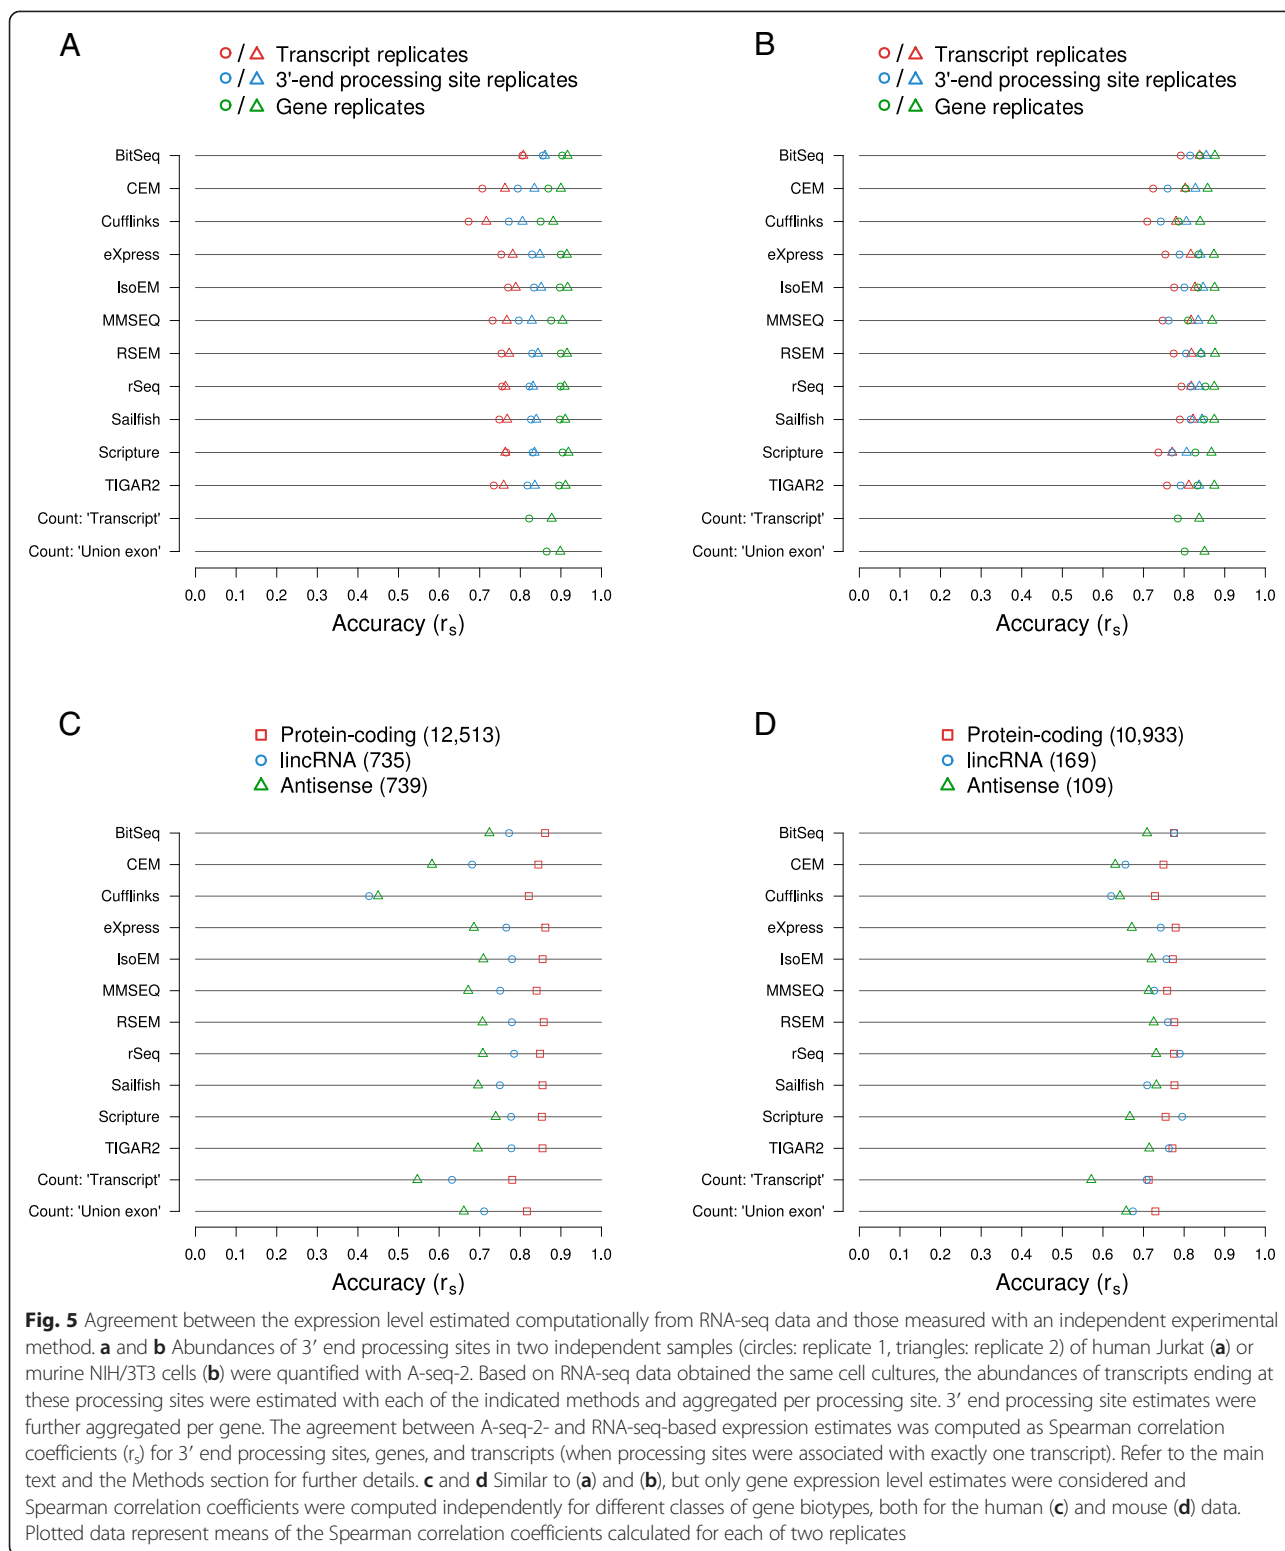 A
○ / △ Transcript replicates
○ / △ 3'-end processing site replicates
○ / △ Gene replicates
BitSeq
CEM
Cufflinks
eXpress
IsoEM
MMSEQ
RSEM
rSeq
Sailfish
Scripture
TIGAR2
Count: 'Transcript'
Count: 'Union exon'
0.0 0.1 0.2 0.3 0.4 0.5 0.6 0.7 0.8 0.9 1.0
Accuracy (rs)
B
○ / △ Transcript replicates
○ / △ 3'-end processing site replicates
○ / △ Gene replicates
BitSeq
CEM
Cufflinks
eXpress
IsoEM
MMSEQ
RSEM
rSeq
Sailfish
Scripture
TIGAR2
Count: 'Transcript'
Count: 'Union exon'
0.0 0.1 0.2 0.3 0.4 0.5 0.6 0.7 0.8 0.9 1.0
Accuracy (rs)
C
Protein-coding (12,513)
lincRNA (735)
Antisense (739)
BitSeq
CEM
Cufflinks
eXpress
IsoEM
MMSEQ
RSEM
rSeq
Sailfish
Scripture
TIGAR2
Count: 'Transcript'
Count: 'Union exon'
0.0 0.1 0.2 0.3 0.4 0.5 0.6 0.7 0.8 0.9 1.0
Accuracy (rs)
D
Protein-coding (10,933)
lincRNA (169)
Antisense (109)
BitSeq
CEM
Cufflinks
eXpress
IsoEM
MMSEQ
RSEM
rSeq
Sailfish
Scripture
TIGAR2
Count: 'Transcript'
Count: 'Union exon'
0.0 0.1 0.2 0.3 0.4 0.5 0.6 0.7 0.8 0.9 1.0
Accuracy (rs)
Fig. 5 Agreement between the expression level estimated computationally from RNA-seq data and those measured with an independent experimental
method. a and b Abundances of 3′ end processing sites in two independent samples (circles: replicate 1, triangles: replicate 2) of human Jurkat (a) or
murine NIH/3T3 cells (b) were quantified with A-seq-2. Based on RNA-seq data obtained the same cell cultures, the abundances of transcripts ending at
these processing sites were estimated with each of the indicated methods and aggregated per processing site. 3′ end processing site estimates were
further aggregated per gene. The agreement between A-seq-2- and RNA-seq-based expression estimates was computed as Spearman correlation
coefficients (rs) for 3′ end processing sites, genes, and transcripts (when processing sites were associated with exactly one transcript). Refer to the main
text and the Methods section for further details. c and d Similar to (a) and (b), but only gene expression level estimates were considered and
Spearman correlation coefficients were computed independently for different classes of gene biotypes, both for the human (c) and mouse (d) data.
Plotted data represent means of the Spearman correlation coefficients calculated for each of two replicates